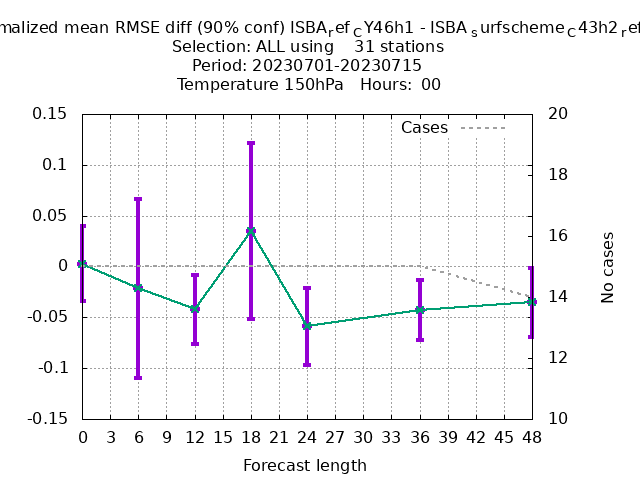 malized mean RMSE diff (90% conf) ISBA_ref_CY46h1 - ISBA_surfscheme_C43h2_ref
Selection: ALL using    31 stations
Period: 20230701-20230715
Temperature 150hPa   Hours:  00
0.15
0.1
0.05
0
-0.05
-0.1
-0.15
20
18
16
14
12
10
Cases
No cases
0 3 6 9 12 15 18 21 24 27 30 33 36 39 42 45 48
Forecast length